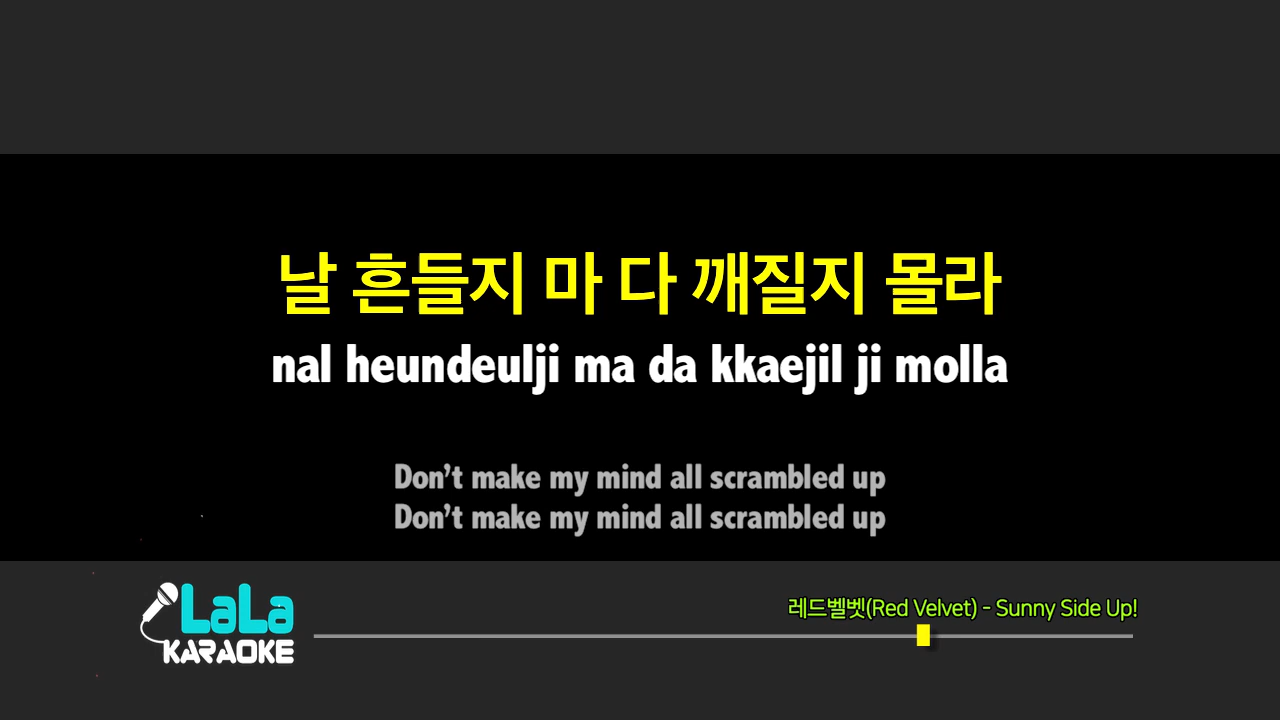 날 흔들지 마 다 깨질지 몰라
nal heundeulji ma da kkaejil ji molla
Don't make my mind all scrambled up
Don't make my mind all scrambled up
레드벨벳(Red Velvet) - Sunny Side Up!
LaLa
KARAOKE